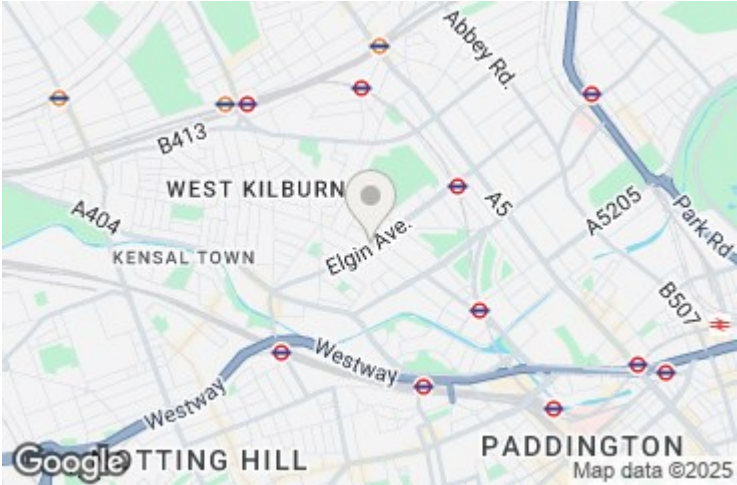 Abbey Rd.
B413
WEST KILBURN
A5
A5205
Park Rd
A404
Elgin Ave.
KENSAL TOWN
B507
Westway
Westway
PADDINGTON
Google
OTTING HILL
Map data ©2025